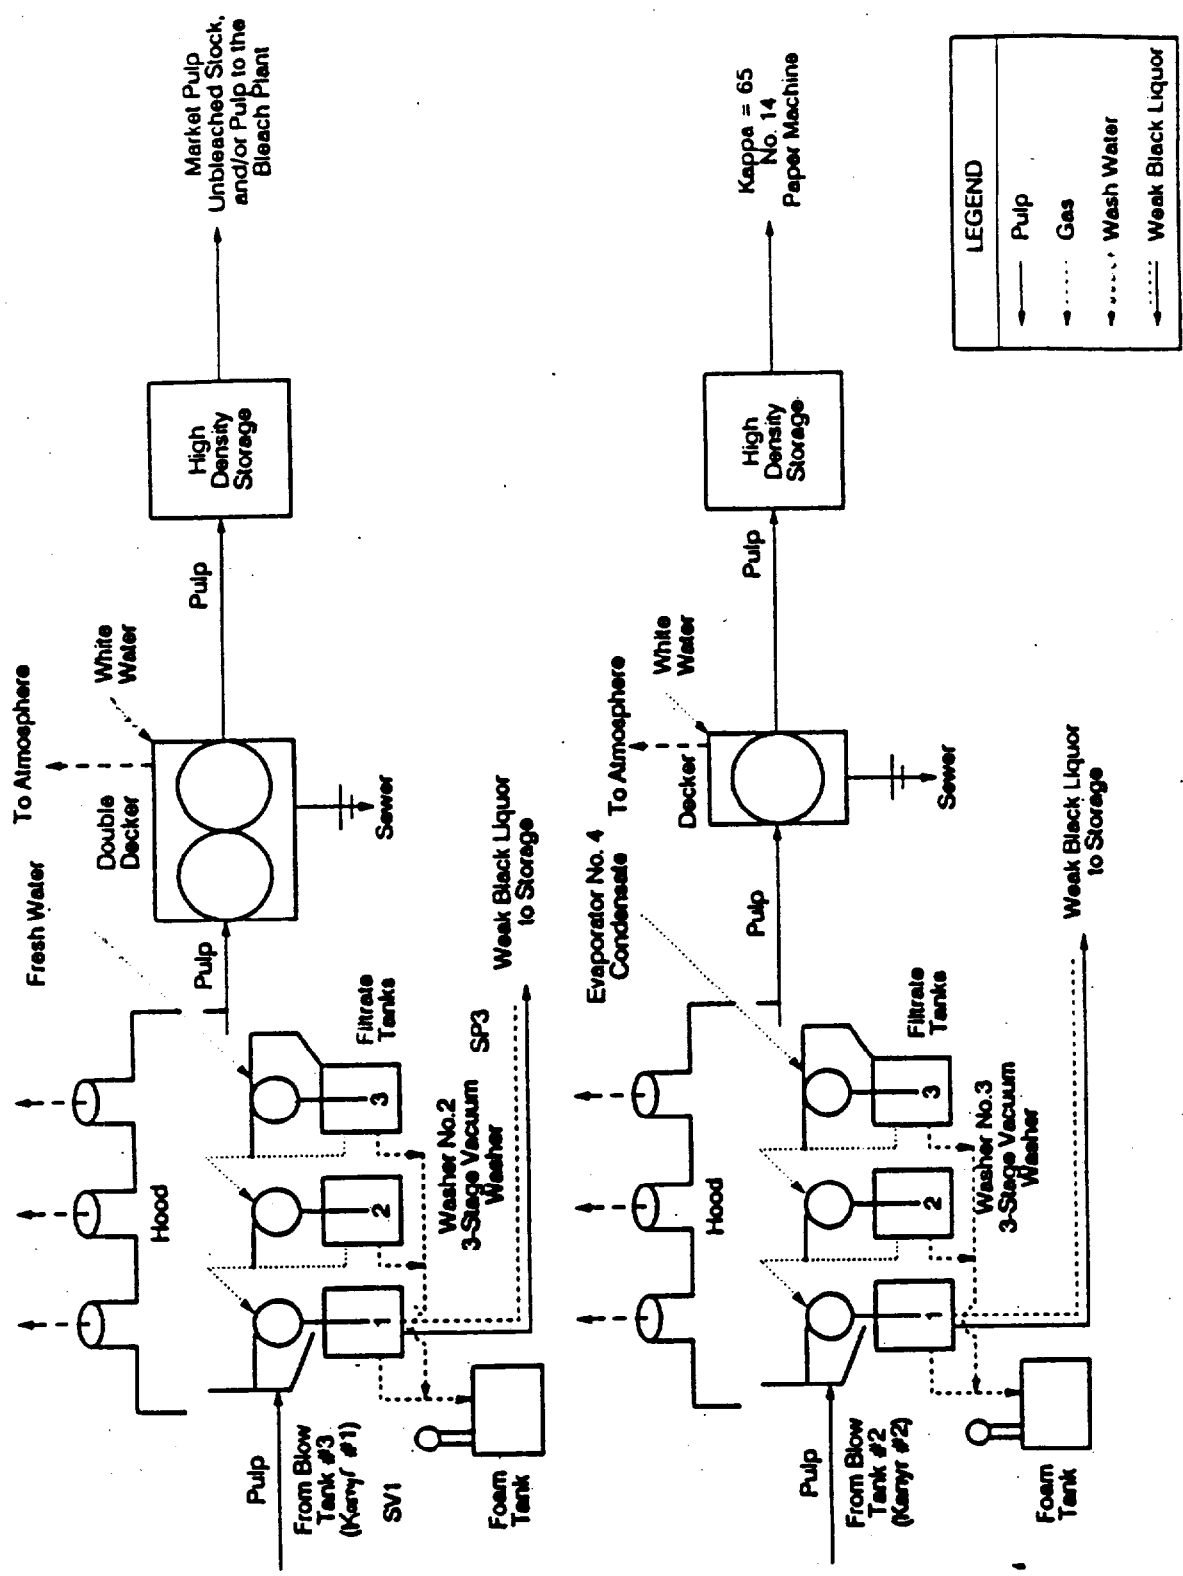 Pulp
From Blow
Tank #3
(Kamyr #1)
SV1
Foam
Tank
Hood
1
2
3
Filtrate
Tanks
Washer No.2
3-Stage Vacuum
Washer
SP3
Weak Black Liquor
to Storage
Fresh Water
Pulp
Double
Decker
To Atmosphere
White
Water
Sewer
Pulp
High
Density
Storage
Market Pulp
Unbleached Stock,
and/or Pulp to the
Bleach Plant
Pulp
From Blow
Tank #2
(Kamyr #2)
Foam
Tank
Hood
1
2
3
Filtrate
Tanks
Washer No.3
3-Stage Vacuum
Washer
Weak Black Liquor
to Storage
Evaporator No. 4
Condensate
Pulp
Decker
To Atmosphere
White
Water
Sewer
Pulp
High
Density
Storage
Kappa = 65
No. 14
Paper Machine
LEGEND
Pulp
Gas
Wash Water
Weak Black Liquor